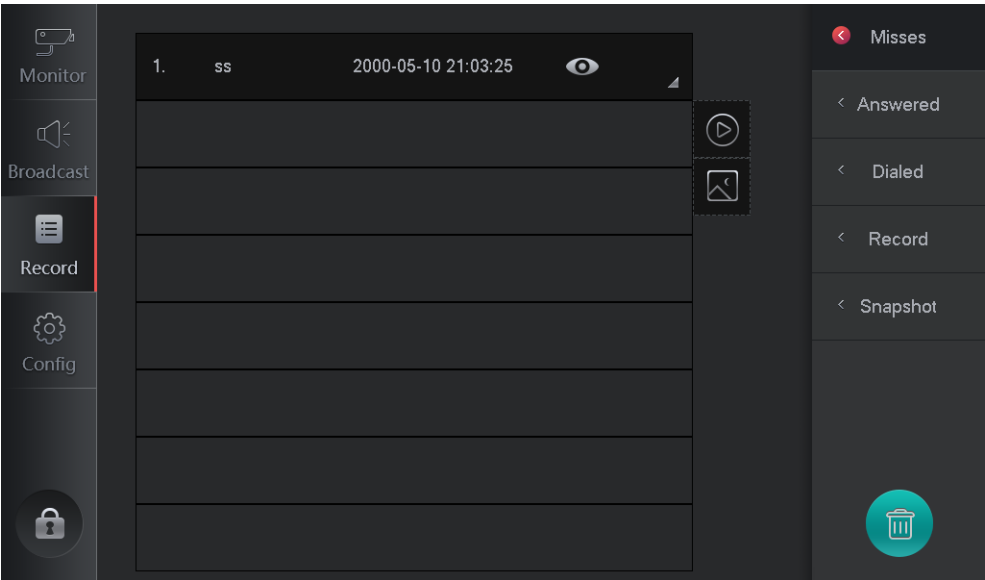 Monitor
Broadcast
Record
Config
1. ss 2000-05-10 21:03:25
Misses
Answered
Dialed
Record
Snapshot